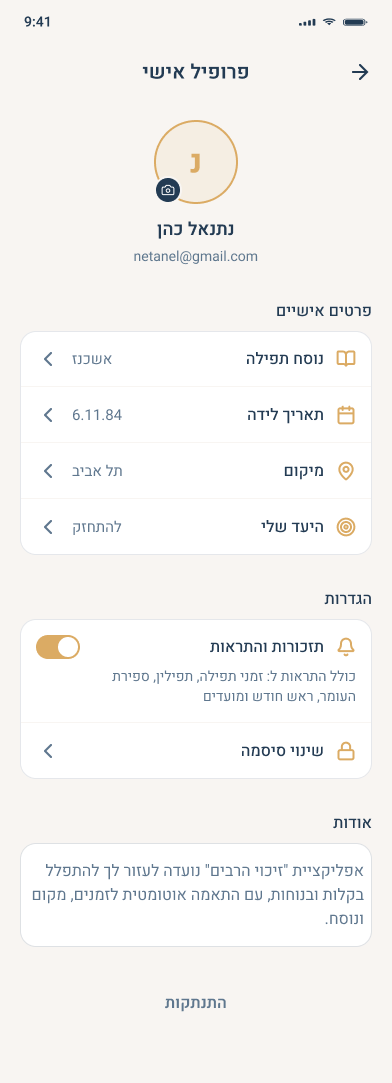 9:41
פרופיל אישי
נ
נתנאל כהן
netanel@gmail.com
פרטים אישיים
נוסח תפילה
אשכנז
תאריך לידה
6.11.84
מיקום
תל אביב
היעד שלי
להתחזק
הגדרות
תזכורות והתראות
כולל התראות ל: זמני תפילה, תפילין, ספירת
העומר, ראש חודש ומועדים
שינוי סיסמה
אודות
אפליקציית "זיכוי הרבים" נועדה לעזור לך להתפלל
בקלות ובנוחות, עם התאמה אוטומטית לזמנים, מקום
ונוסח.
התנתקות